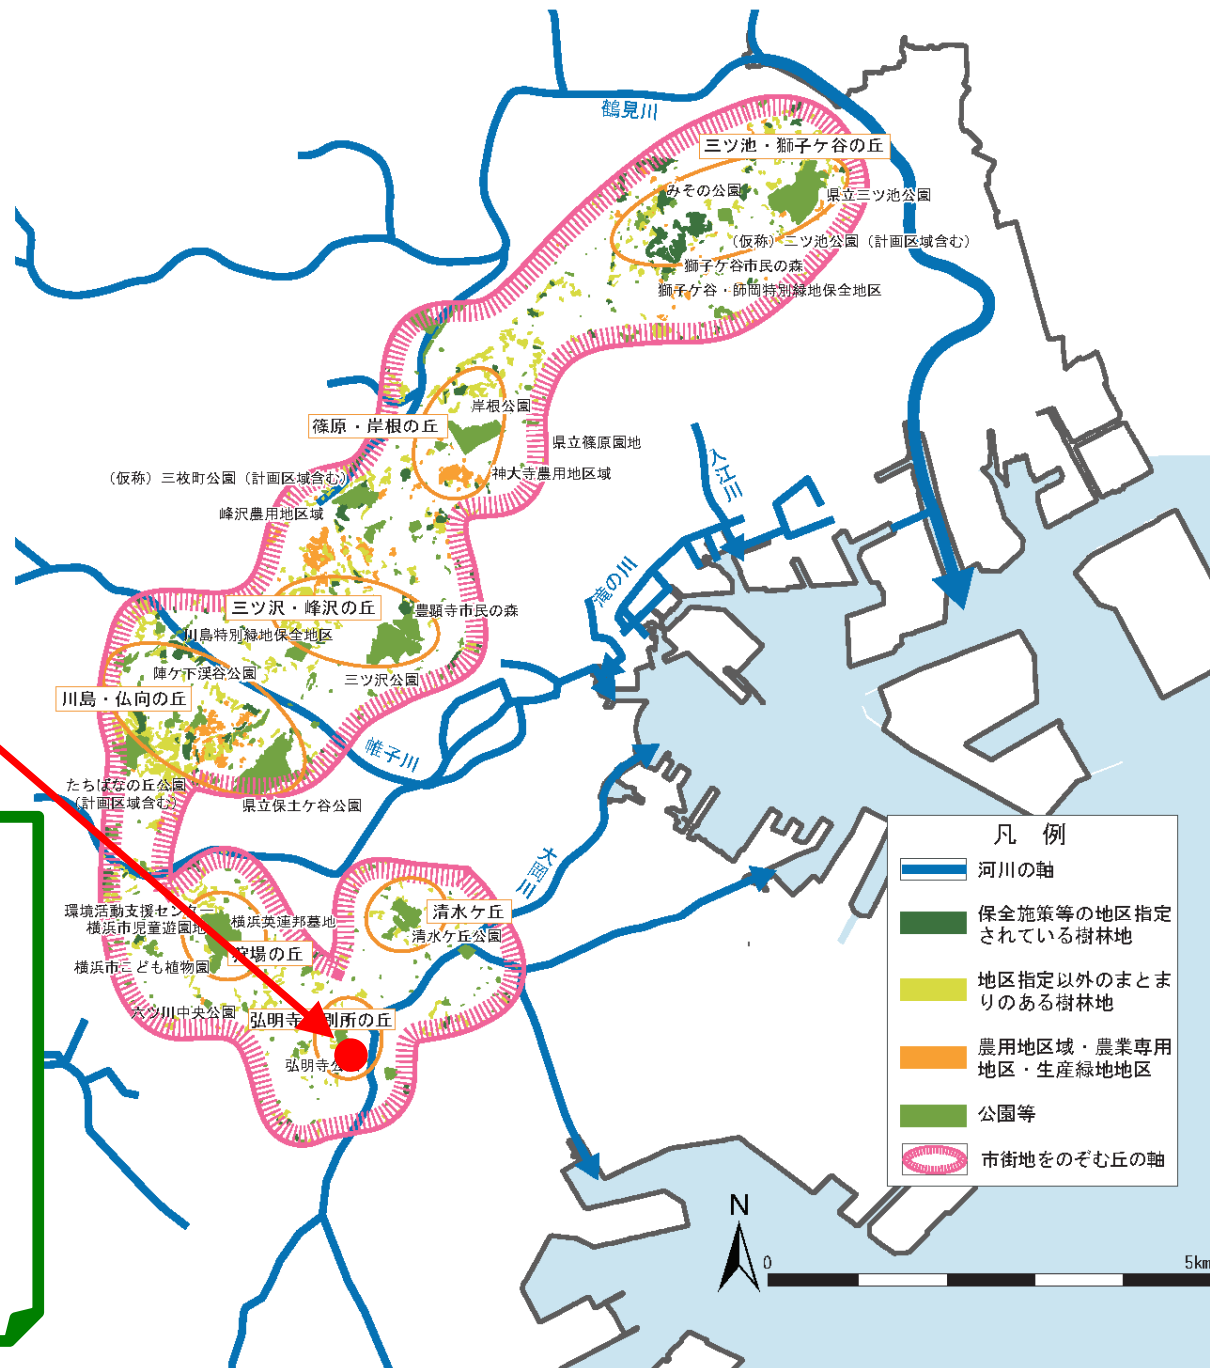 鶴見川
三ツ池・獅子ケ谷の丘
みその公園
県立三ツ池公園
（仮称）二ツ池公園（計画区域含む）
獅子ケ谷市民の森
獅子ケ谷・師岡特別緑地保全地区
岸根公園
篠原・岸根の丘
県立篠原園地
神大寺農用地区域
（仮称）三枚町公園（計画区域含む）
峰沢農用地区域
入江川
滝の川
三ツ沢・峰沢の丘
豊顕寺市民の森
川島特別緑地保全地区
陣ケ下渓谷公園
三ツ沢公園
川島・仏向の丘
帷子川
たちばなの丘公園
（計画区域含む）
県立保土ケ谷公園
大岡川
環境活動支援センター
横浜市児童遊園地
横浜英連邦墓地
清水ケ丘
清水ケ丘公園
狩場の丘
横浜市こども植物園
六ツ川中央公園
弘明寺 別所の丘
弘明寺公
凡 例
河川の軸
保全施策等の地区指定
されている樹林地
地区指定以外のまとま
りのある樹林地
農用地区域・農業専用
地区・生産緑地地区
公園等
市街地をのぞむ丘の軸
N
0
5km